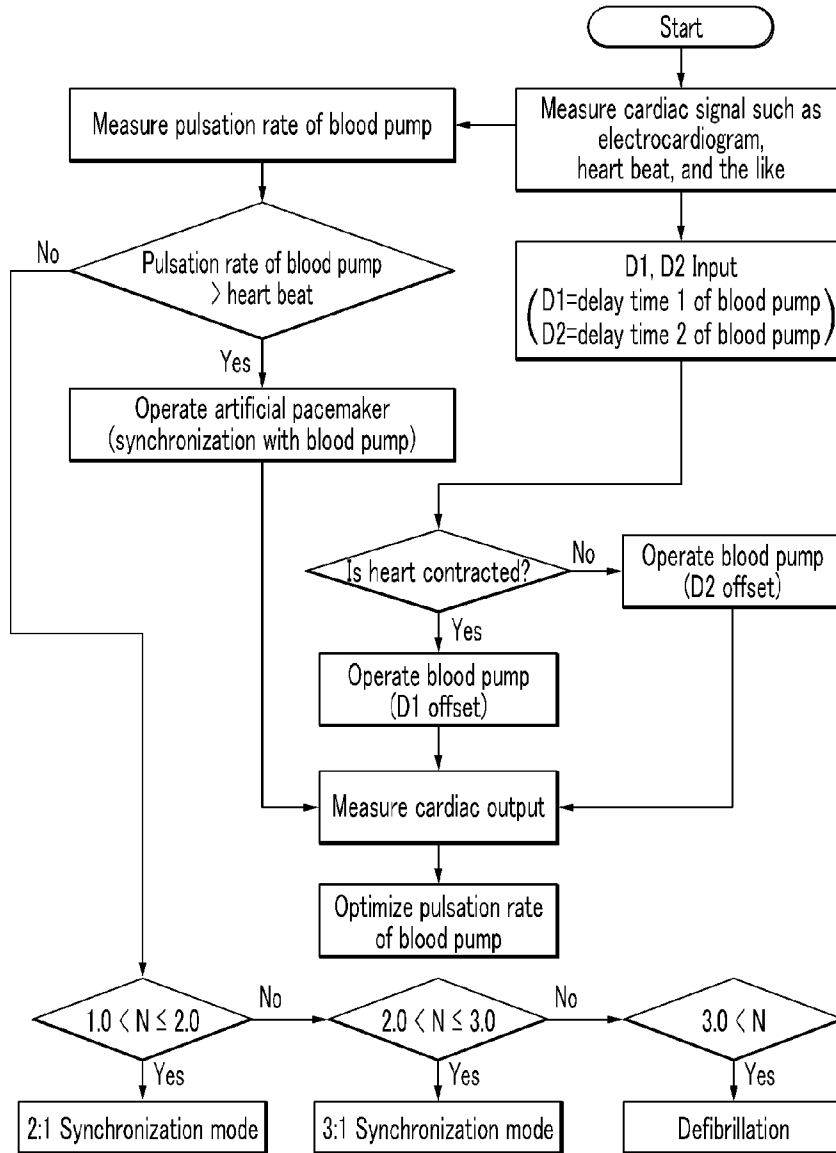 Start
Measure cardiac signal such as
electrocardiogram,
heart beat, and the like
Measure pulsation rate of blood pump
No
Pulsation rate of blood pump
> heart beat
Yes
D1, D2 Input
(D1=delay time 1 of blood pump
D2=delay time 2 of blood pump)
Operate artificial pacemaker
(synchronization with blood pump)
Is heart contracted?
No
Operate blood pump
(D2 offset)
Yes
Operate blood pump
(D1 offset)
Measure cardiac output
Optimize pulsation rate
of blood pump
1.0 < N ≤ 2.0
No
2.0 < N ≤ 3.0
No
3.0 < N
Yes
Yes
Yes
2:1 Synchronization mode
3:1 Synchronization mode
Defibrillation